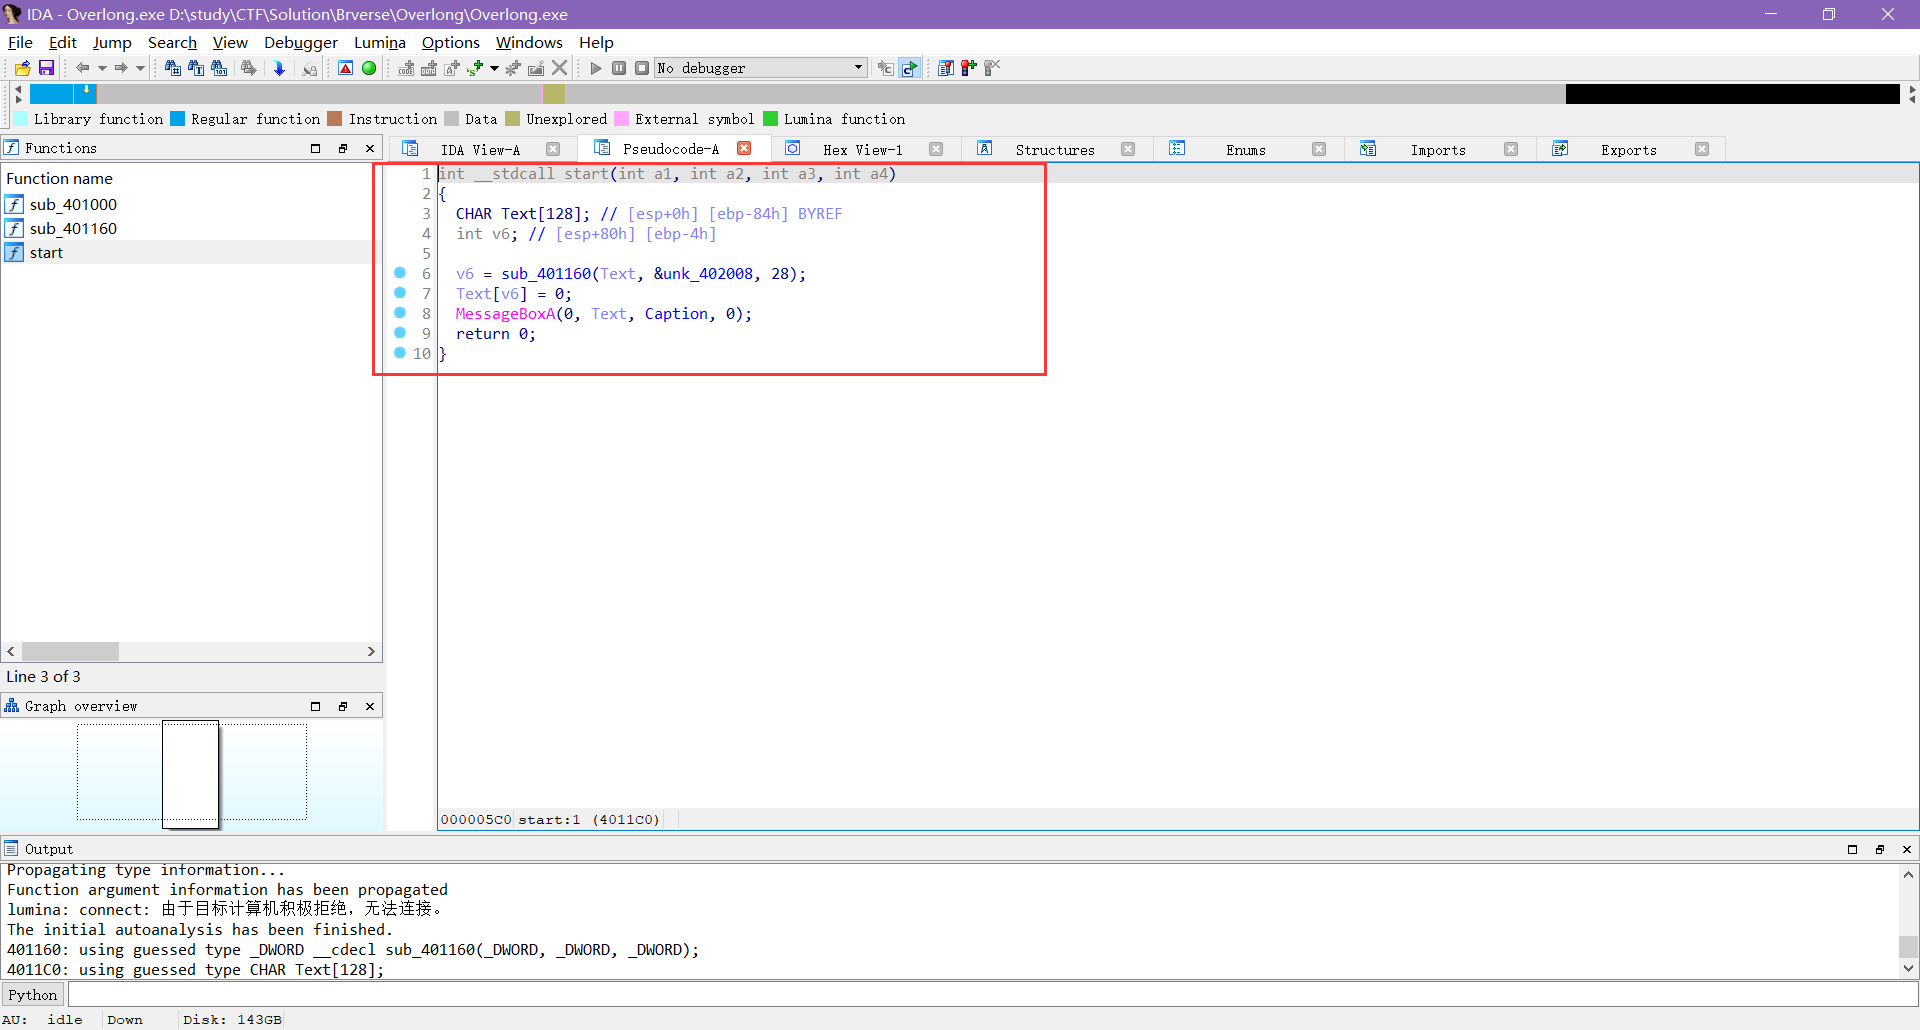 IDA - Overlong.exe D:\study\CTF\Solution\Brverse\Overlong\Overlong.exe
File Edit Jump Search View Debugger Lumina Options Windows Help
No debugger
Library function Regular function Instruction Data Unexplored External symbol Lumina function
Functions
IDA View-A Pseudocode-A Hex View-1 Structures Enums Imports Exports
Function name
sub_401000
sub_401160
start
1 int __stdcall start(int a1, int a2, int a3, int a4)
2 {
3 CHAR Text[128]; // [esp+0h] [ebp-84h] BYREF
4 int v6; // [esp+80h] [ebp-4h]
5
6 v6 = sub_401160(Text, &unk_402008, 28);
7 Text[v6] = 0;
8 MessageBoxA(0, Text, Caption, 0);
9 return 0;
10 }
Line 3 of 3
Graph overview
000005C0 start:1 (4011C0)
Output
Propagating type information...
Function argument information has been propagated
lumina: connect: 由于目标计算机积极拒绝，无法连接。
The initial autoanalysis has been finished.
401160: using guessed type _DWORD __cdecl sub_401160(_DWORD, _DWORD, _DWORD);
4011C0: using guessed type CHAR Text[128];
Python
AU: idle Down Disk: 143GB